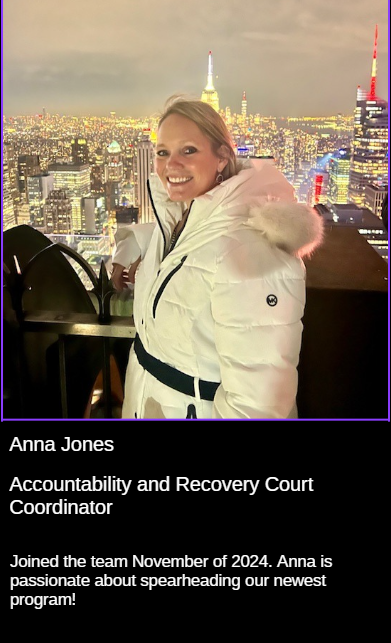 MK
Anna Jones
Accountability and Recovery Court
Coordinator
Joined the team November of 2024. Anna is
passionate about spearheading our newest
program!